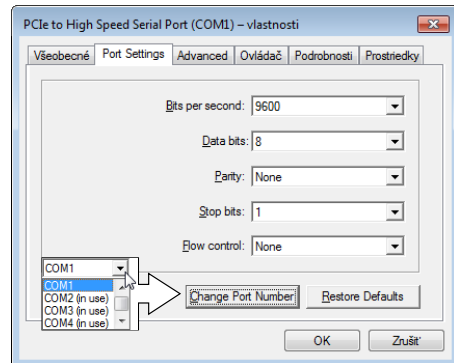 PCIe to High Speed Serial Port (COM1) – vlastnosti
Všeobecné Port Settings Advanced Ovládač Podrobnosti Prostriedky
Bits per second: 9600
Data bits: 8
Parity: None
Stop bits: 1
Flow control: None
COM1
COM1
COM2 (in use)
COM3 (in use)
COM4 (in use)
Change Port Number Restore Defaults
OK Zrušiť